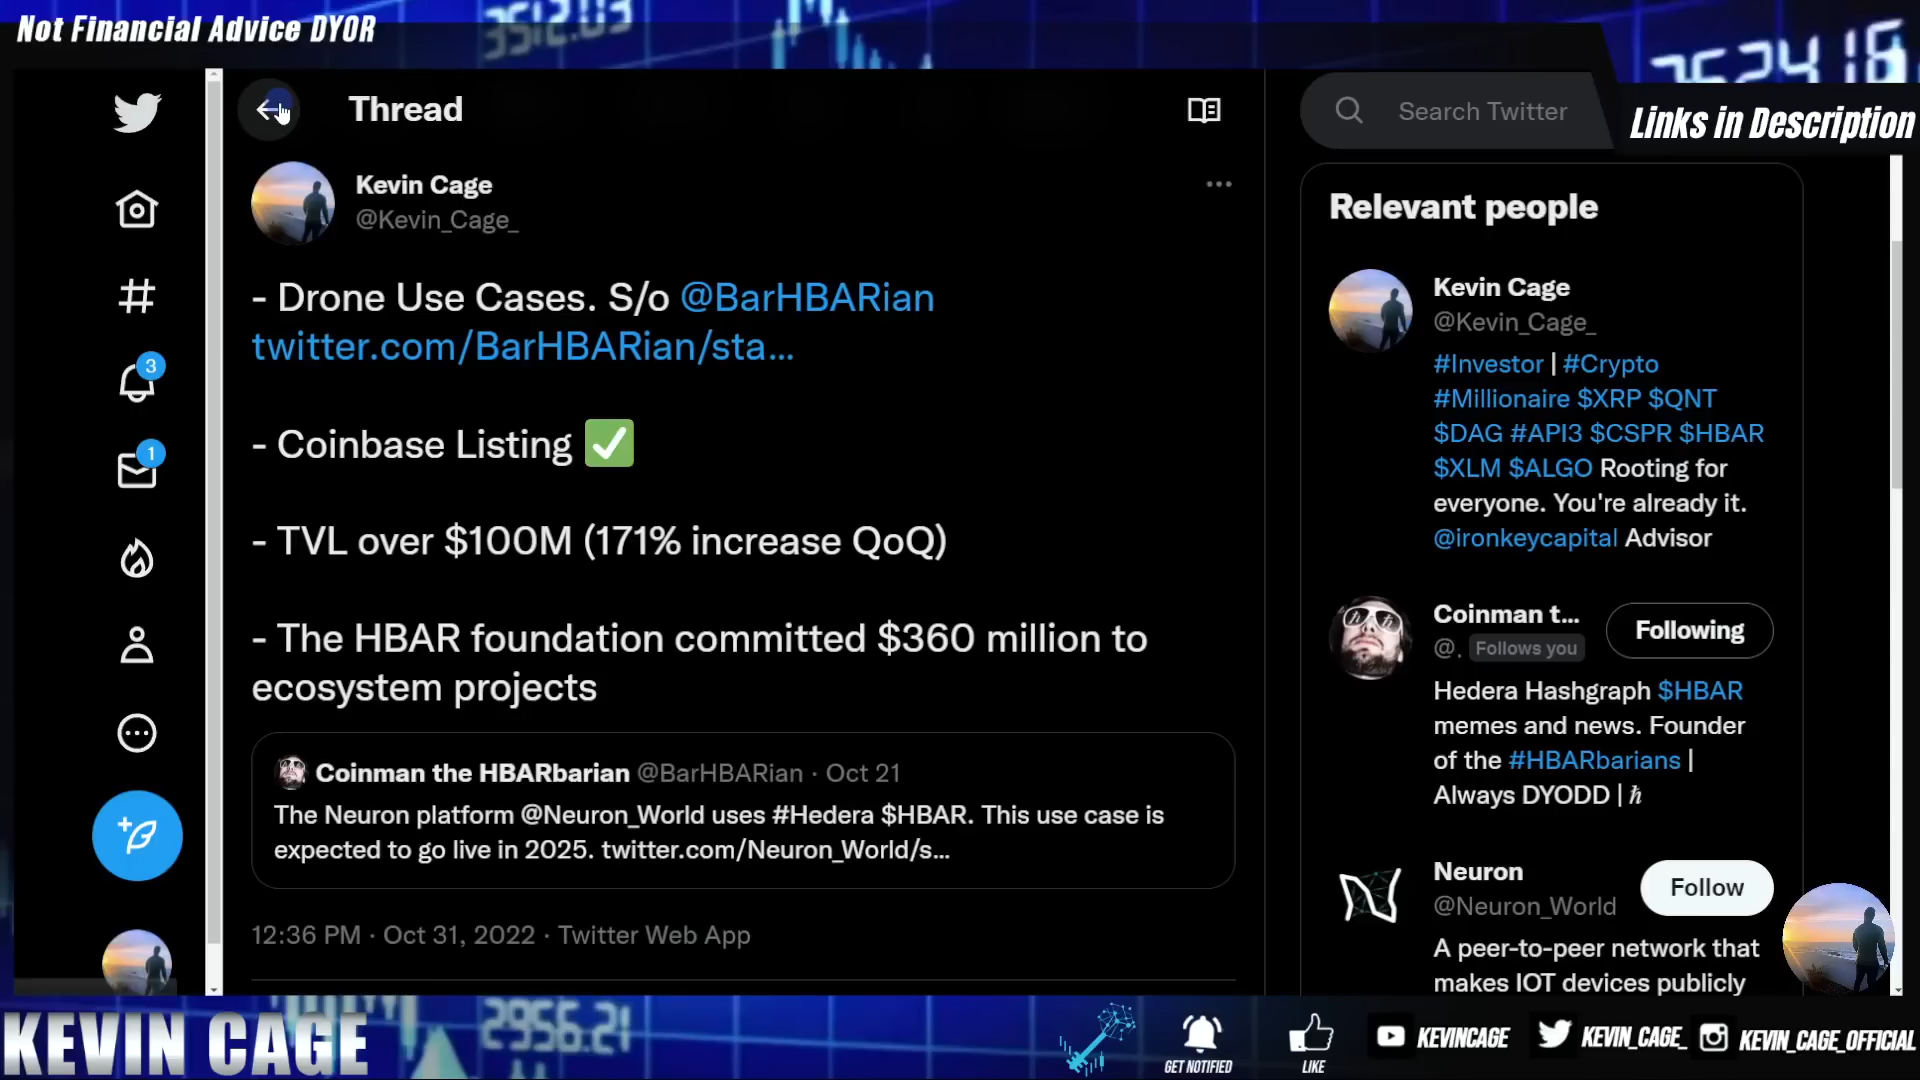 Not Financial Advice DYOR
3512.03
3524.18
Links in Description
Thread
Search Twitter
Kevin Cage
@Kevin_Cage_
- Drone Use Cases. S/o @BarHBARian
twitter.com/BarHBARian/sta...
- Coinbase Listing ✅
- TVL over $100M (171% increase QoQ)
- The HBAR foundation committed $360 million to
ecosystem projects
Coinman the HBARbarian @BarHBARian · Oct 21
The Neuron platform @Neuron_World uses #Hedera $HBAR. This use case is
expected to go live in 2025. twitter.com/Neuron_World/s...
12:36 PM · Oct 31, 2022 · Twitter Web App
3
1
Relevant people
Kevin Cage
@Kevin_Cage_
#Investor | #Crypto
#Millionaire $XRP $QNT
$DAG #API3 $CSPR $HBAR
$XLM $ALGO Rooting for
everyone. You're already it.
@ironkeycapital Advisor
Coinman t...
@. Follows you
Following
Hedera Hashgraph $HBAR
memes and news. Founder
of the #HBARbarians |
Always DYODD | ℏ
Neuron
@Neuron_World
Follow
A peer-to-peer network that
makes IOT devices publicly
KEVIN CAGE
2956.21
GET NOTIFIED
LIKE
KEVINCAGE
KEVIN_CAGE_
KEVIN_CAGE_OFFICIAL